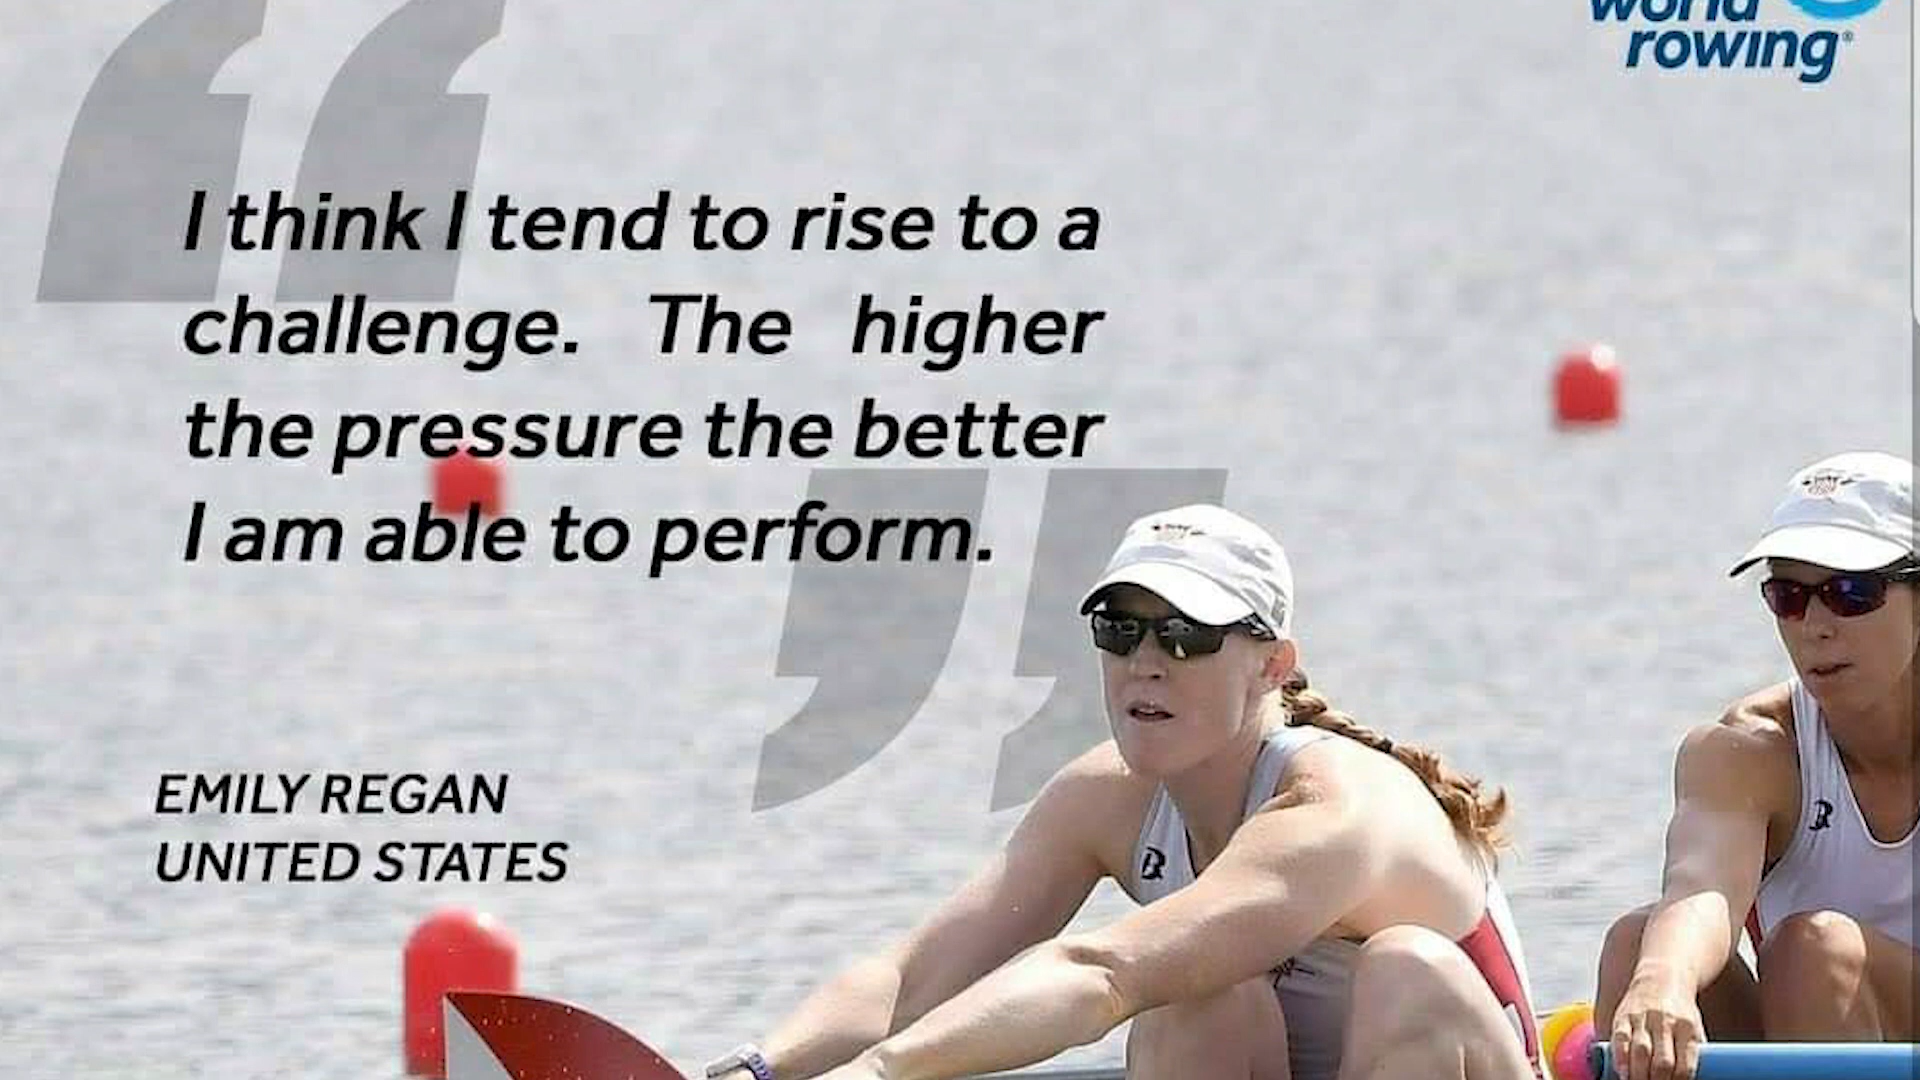 world
rowing®
I think I tend to rise to a
challenge. The higher
the pressure the better
I am able to perform.
EMILY REGAN
UNITED STATES